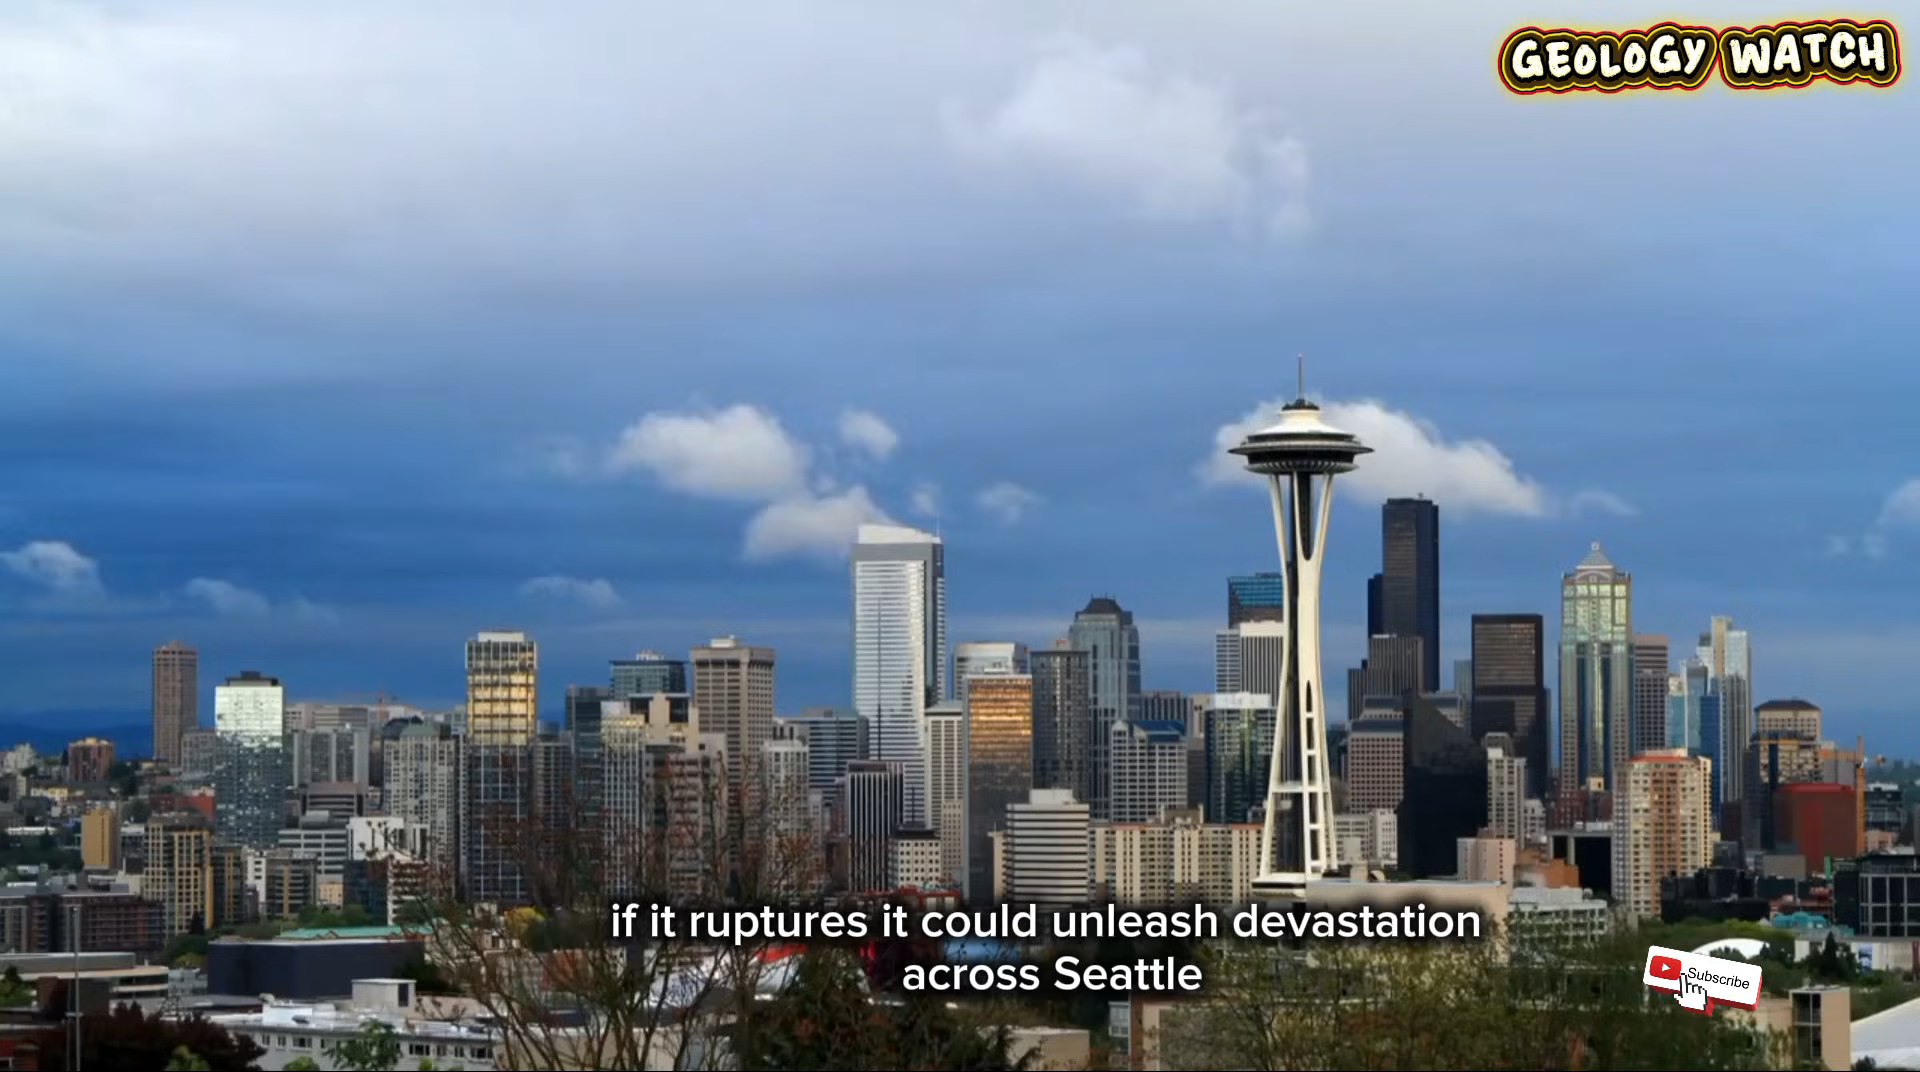 GEOLOGY WATCH
if it ruptures it could unleash devastation
across Seattle
Subscribe